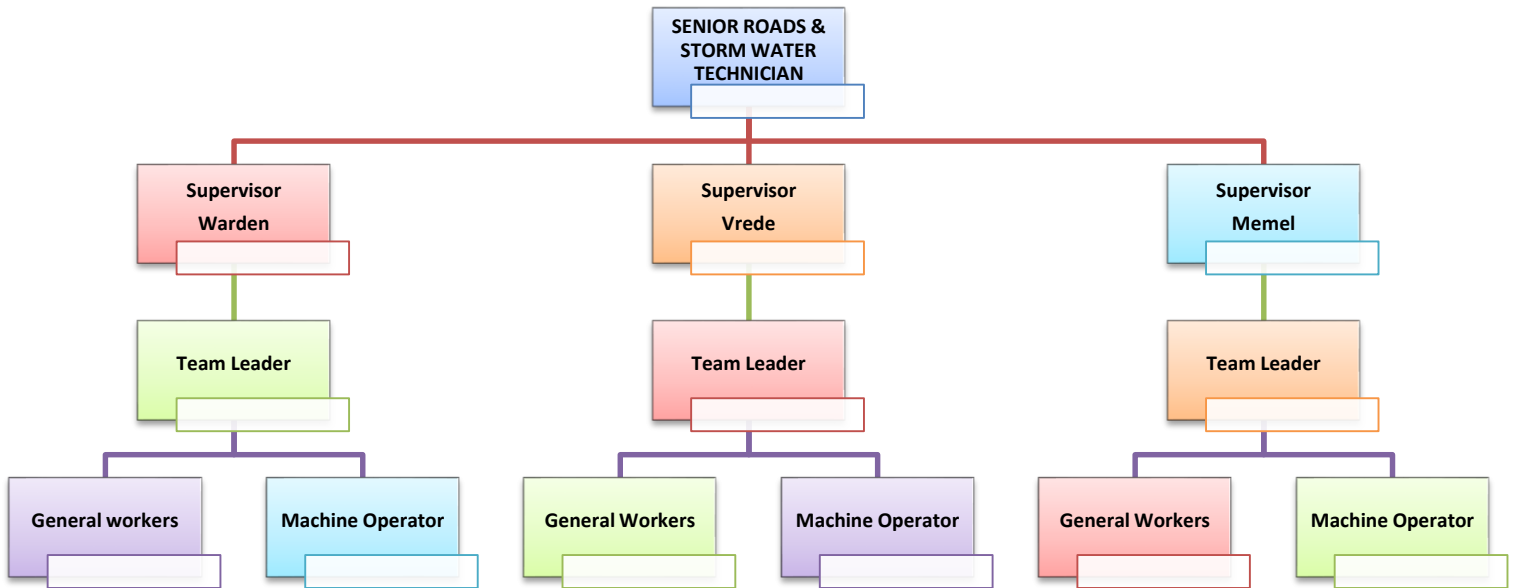 SENIOR ROADS &
STORM WATER
TECHNICIAN
Supervisor
Warden
Supervisor
Vrede
Supervisor
Memel
Team Leader
Team Leader
Team Leader
General workers
Machine Operator
General Workers
Machine Operator
General Workers
Machine Operator